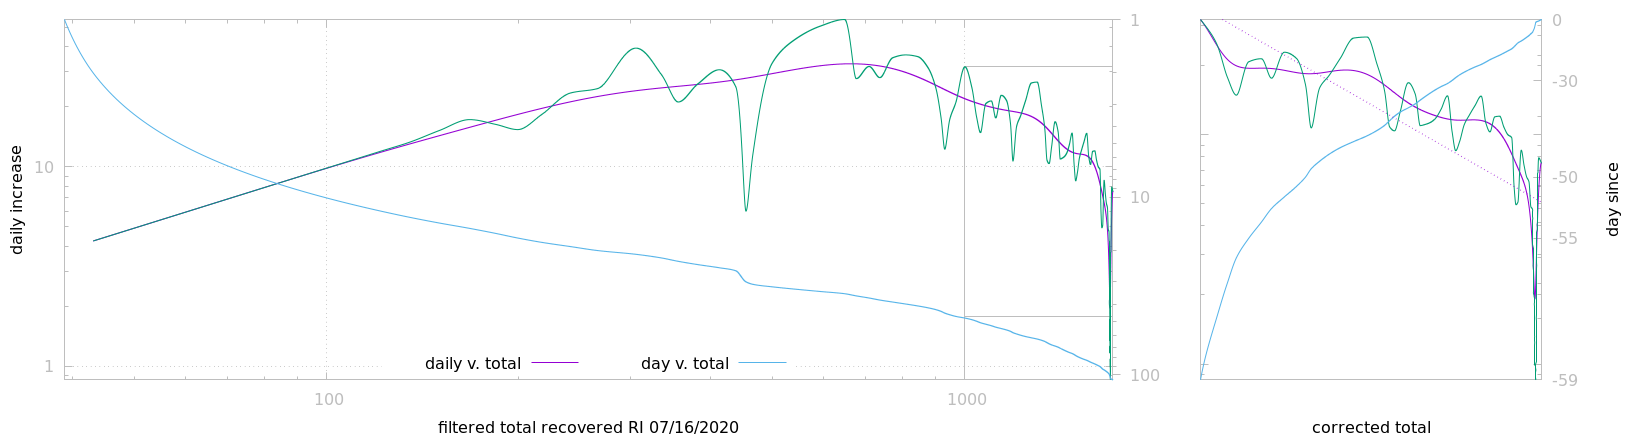 daily increase
10
1
daily v. total
day v. total
100
1000
filtered total recovered RI 07/16/2020
1
10
100
0
-30
-50
-55
-59
day since
corrected total